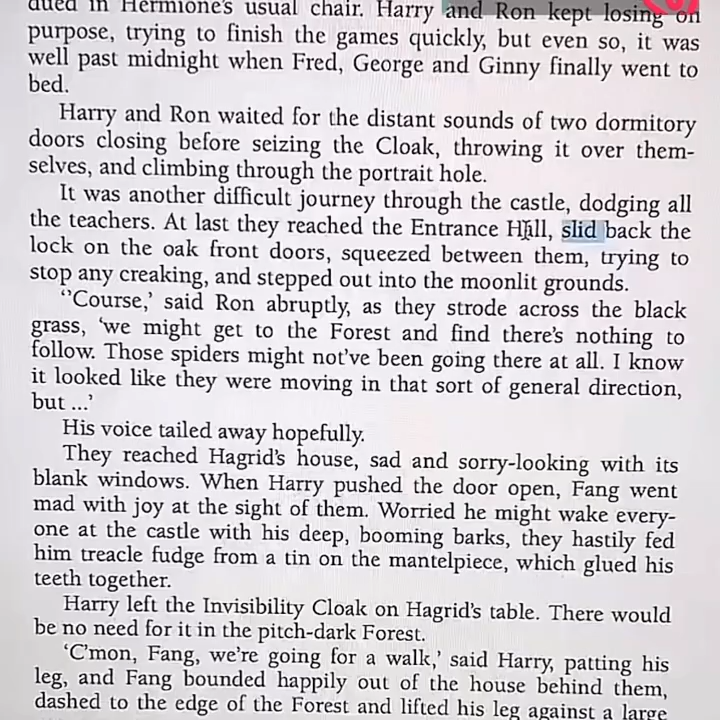 dued in Hermione's usual chair. Harry and Ron kept losing on
purpose, trying to finish the games quickly, but even so, it was
well past midnight when Fred, George and Ginny finally went to
bed.
Harry and Ron waited for the distant sounds of two dormitory
doors closing before seizing the Cloak, throwing it over them-
selves, and climbing through the portrait hole.
It was another difficult journey through the castle, dodging all
the teachers. At last they reached the Entrance Hall, slid back the
lock on the oak front doors, squeezed between them, trying to
stop any creaking, and stepped out into the moonlit grounds.
‘’Course,’ said Ron abruptly, as they strode across the black
grass, ‘we might get to the Forest and find there’s nothing to
follow. Those spiders might not’ve been going there at all. I know
it looked like they were moving in that sort of general direction,
but ...’
His voice tailed away hopefully.
They reached Hagrid’s house, sad and sorry-looking with its
blank windows. When Harry pushed the door open, Fang went
mad with joy at the sight of them. Worried he might wake every-
one at the castle with his deep, booming barks, they hastily fed
him treacle fudge from a tin on the mantelpiece, which glued his
teeth together.
Harry left the Invisibility Cloak on Hagrid’s table. There would
be no need for it in the pitch-dark Forest.
‘C’mon, Fang, we’re going for a walk,’ said Harry, patting his
leg, and Fang bounded happily out of the house behind them,
dashed to the edge of the Forest and lifted his leg against a large